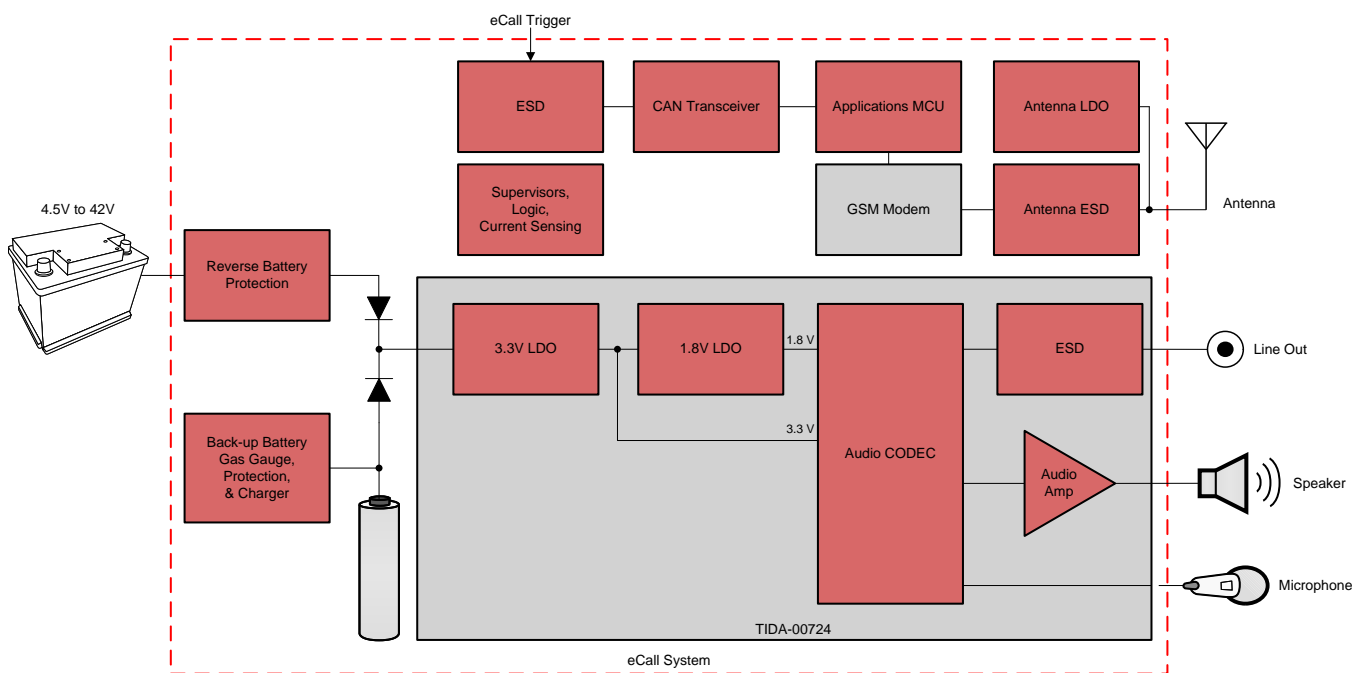 eCall Trigger
ESD
CAN Transceiver
Applications MCU
Antenna LDO
Supervisors,
Logic,
Current Sensing
GSM Modem
Antenna ESD
Antenna
4.5V to 42V
Reverse Battery
Protection
3.3V LDO
1.8V LDO
1.8 V
ESD
Line Out
3.3 V
Back-up Battery
Gas Gauge,
Protection,
& Charger
Audio CODEC
Audio
Amp
Speaker
Microphone
TIDA-00724
eCall System